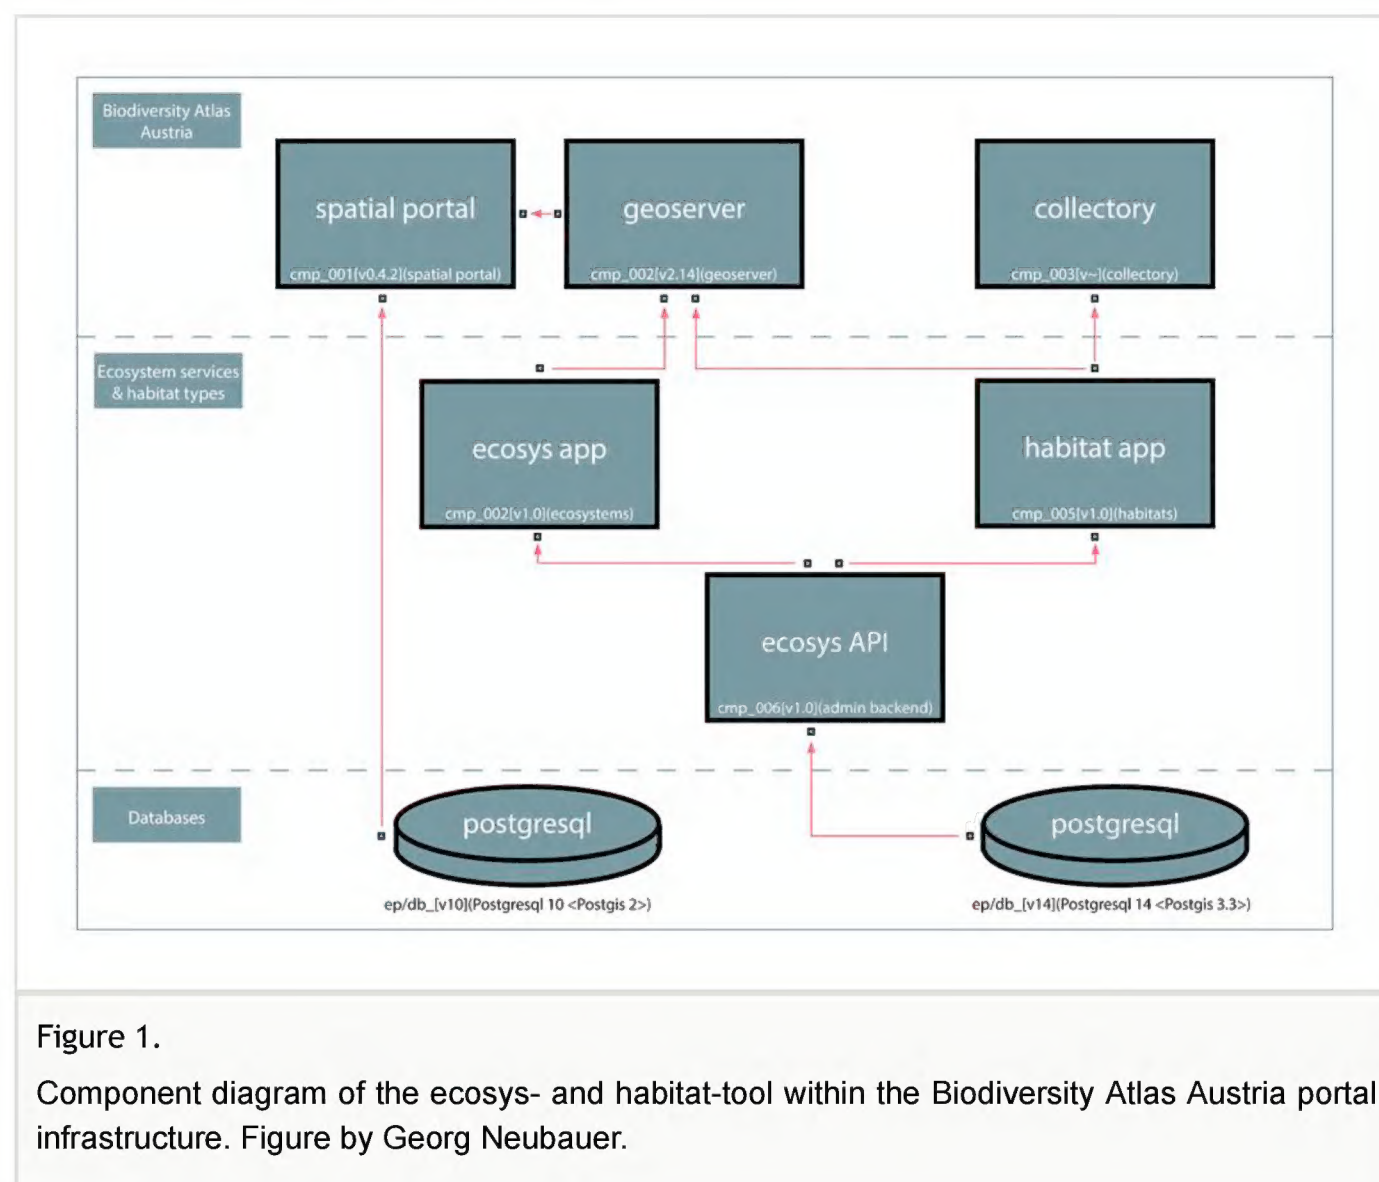 Biodiversity Atlas
Austria
spatial portal
cmp_001[v0.4.2](spatial portal)
geoserver
cmp_002[v2.14](geoserver)
collectory
cmp_003[v~](collectory)
Ecosystem services
& habitat types
ecosys app
cmp_002[v1.0](ecosystems)
habitat app
cmp_005[v1.0](habitats)
ecosys API
cmp_006[v1.0](admin backend)
Databases
postgresql
ep/db_[v10](Postgresql 10 <Postgis 2>)
postgresql
ep/db_[v14](Postgresql 14 <Postgis 3.3>)
Figure 1.
Component diagram of the ecosys- and habitat-tool within the Biodiversity Atlas Austria portal
infrastructure. Figure by Georg Neubauer.